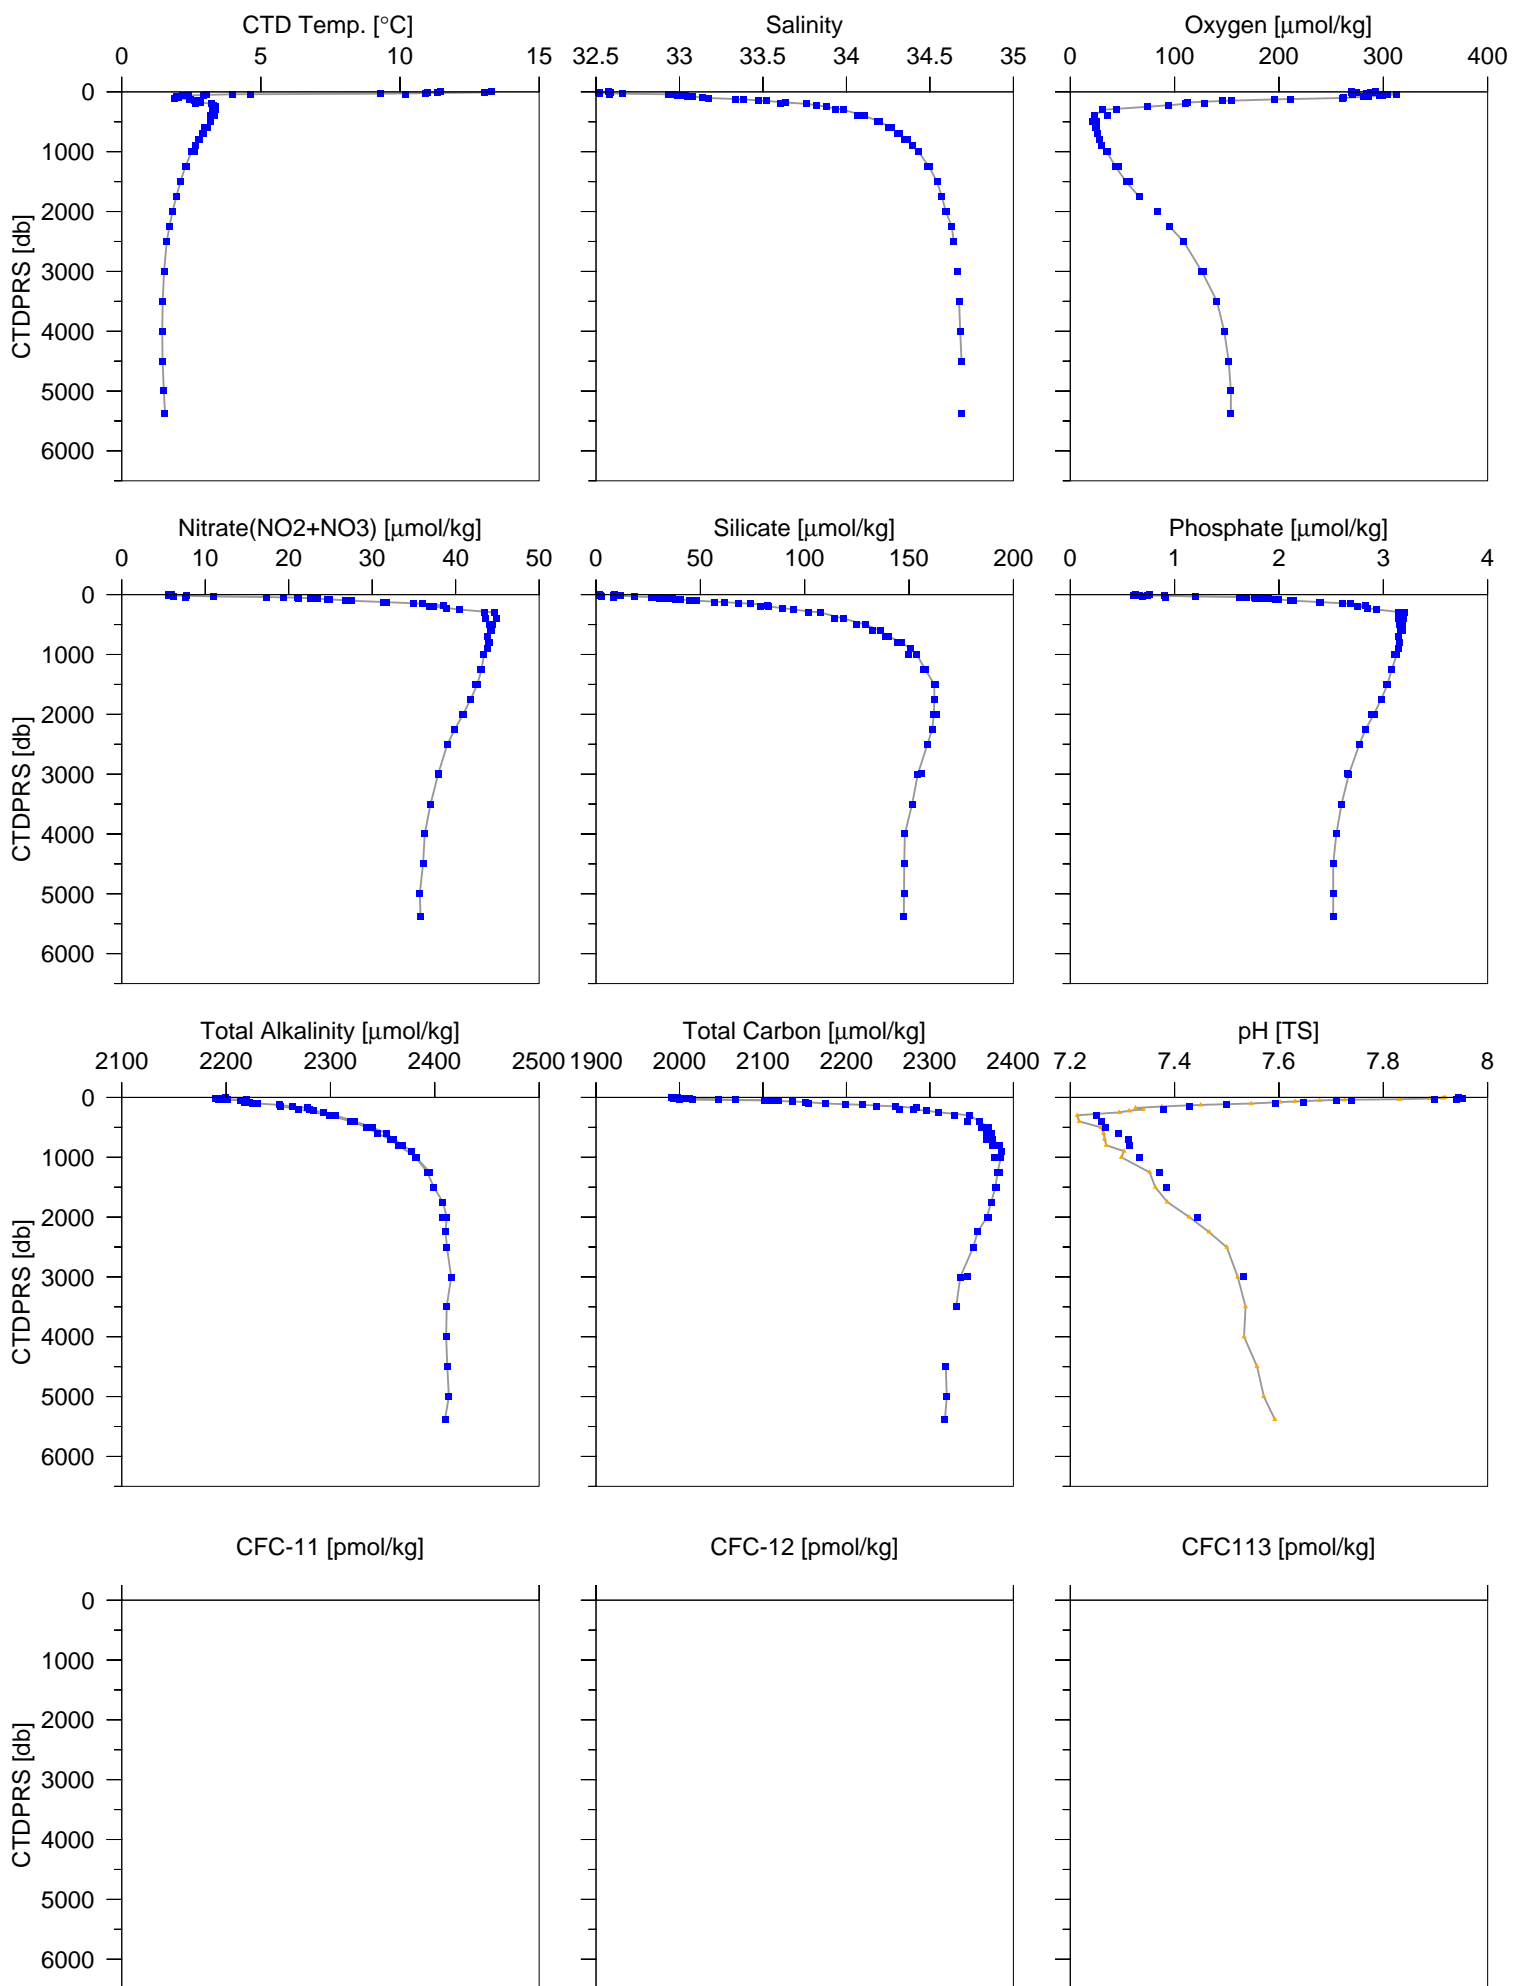 CTD Temp. [°C] Salinity Oxygen [μmol/kg]
0 5 10 15 32.5 33 33.5 34 34.5 35 0 100 200 300 400
0
1000
2000
3000
4000
5000
6000
CTDPRS [db]
Nitrate(NO2+NO3) [μmol/kg] Silicate [μmol/kg] Phosphate [μmol/kg]
0 10 20 30 40 50 0 50 100 150 200 0 1 2 3 4
0
1000
2000
3000
4000
5000
6000
CTDPRS [db]
Total Alkalinity [μmol/kg] Total Carbon [μmol/kg] pH [TS]
2100 2200 2300 2400 2500 1900 2000 2100 2200 2300 2400 7.2 7.4 7.6 7.8 8
0
1000
2000
3000
4000
5000
6000
CTDPRS [db]
CFC-11 [pmol/kg] CFC-12 [pmol/kg] CFC113 [pmol/kg]
0
1000
2000
3000
4000
5000
6000
CTDPRS [db]